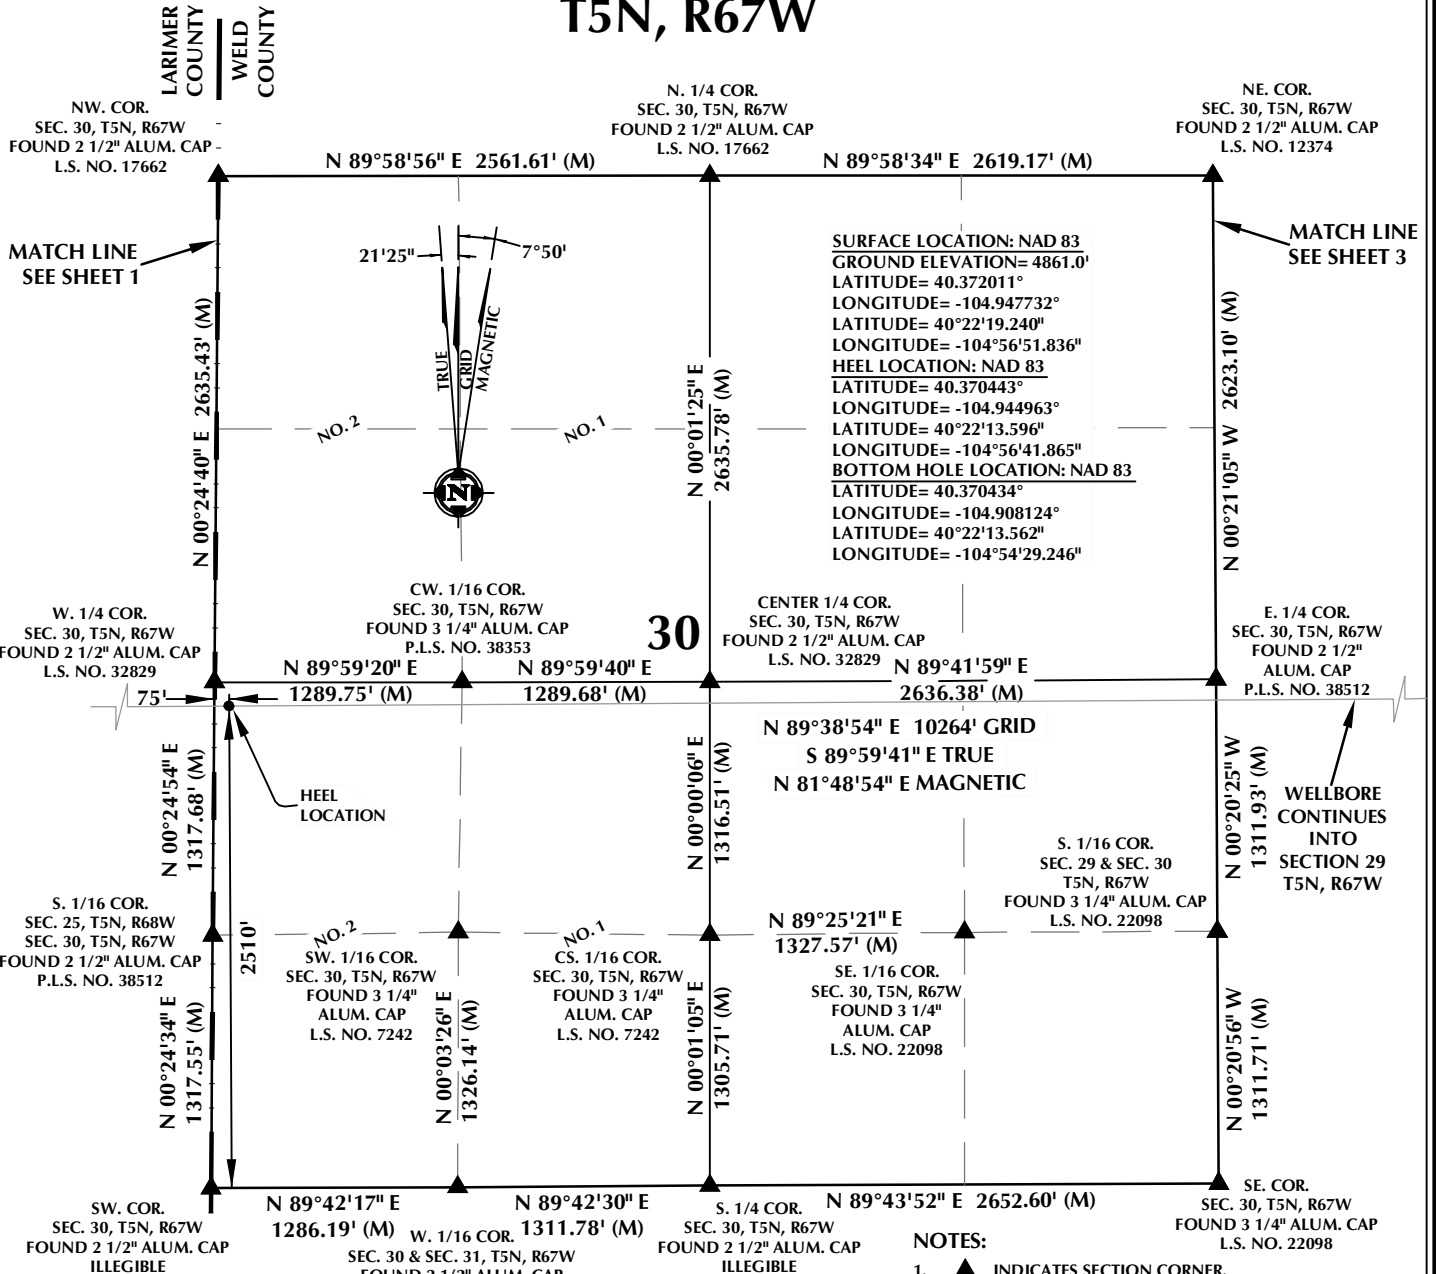 T5N, R67W
LARIMER
COUNTY
WELD
COUNTY
NW. COR.
SEC. 30, T5N, R67W
FOUND 2 1/2" ALUM. CAP
L.S. NO. 17662
N. 1/4 COR.
SEC. 30, T5N, R67W
FOUND 2 1/2" ALUM. CAP
L.S. NO. 17662
NE. COR.
SEC. 30, T5N, R67W
FOUND 2 1/2" ALUM. CAP
L.S. NO. 12374
N 89°58'56" E 2561.61' (M)
N 89°58'34" E 2619.17' (M)
MATCH LINE
SEE SHEET 1
21'25"
7°50'
TRUE
GRID
MAGNETIC
N
SURFACE LOCATION: NAD 83
GROUND ELEVATION= 4861.0'
LATITUDE= 40.372011°
LONGITUDE= -104.947732°
LATITUDE= 40°22'19.240"
LONGITUDE= -104°56'51.836"
HEEL LOCATION: NAD 83
LATITUDE= 40.370443°
LONGITUDE= -104.944963°
LATITUDE= 40°22'13.596"
LONGITUDE= -104°56'41.865"
BOTTOM HOLE LOCATION: NAD 83
LATITUDE= 40.370434°
LONGITUDE= -104.908124°
LATITUDE= 40°22'13.562"
LONGITUDE= -104°54'29.246"
MATCH LINE
SEE SHEET 3
N 00°24'40" E 2635.43' (M)
NO. 2
NO. 1
N 00°01'25" E
2635.78' (M)
N 00°21'05" W 2623.10' (M)
W. 1/4 COR.
SEC. 30, T5N, R67W
FOUND 2 1/2" ALUM. CAP
L.S. NO. 32829
CW. 1/16 COR.
SEC. 30, T5N, R67W
FOUND 3 1/4" ALUM. CAP
P.L.S. NO. 38353
30
CENTER 1/4 COR.
SEC. 30, T5N, R67W
FOUND 2 1/2" ALUM. CAP
L.S. NO. 32829
E. 1/4 COR.
SEC. 30, T5N, R67W
FOUND 2 1/2"
ALUM. CAP
P.L.S. NO. 38512
N 89°59'20" E
1289.75' (M)
N 89°59'40" E
1289.68' (M)
N 89°41'59" E
2636.38' (M)
75'
N 89°38'54" E 10264' GRID
S 89°59'41" E TRUE
N 81°48'54" E MAGNETIC
HEEL
LOCATION
N 00°24'54" E
1317.68' (M)
N 00°00'06" E
1316.51' (M)
N 00°20'25" W
1311.93' (M)
WELLBORE
CONTINUES
INTO
SECTION 29
T5N, R67W
S. 1/16 COR.
SEC. 29 & SEC. 30
T5N, R67W
FOUND 3 1/4" ALUM. CAP
L.S. NO. 22098
S. 1/16 COR.
SEC. 25, T5N, R68W
SEC. 30, T5N, R67W
FOUND 2 1/2" ALUM. CAP
P.L.S. NO. 38512
2510'
NO. 2
NO. 1
SW. 1/16 COR.
SEC. 30, T5N, R67W
FOUND 3 1/4"
ALUM. CAP
L.S. NO. 7242
CS. 1/16 COR.
SEC. 30, T5N, R67W
FOUND 3 1/4"
ALUM. CAP
L.S. NO. 7242
N 89°25'21" E
1327.57' (M)
SE. 1/16 COR.
SEC. 30, T5N, R67W
FOUND 3 1/4"
ALUM. CAP
L.S. NO. 22098
N 00°24'34" E
1317.55' (M)
N 00°03'26" E
1326.14' (M)
N 00°01'05" E
1305.71' (M)
N 00°20'56" W
1311.71' (M)
N 89°42'17" E
1286.19' (M)
N 89°42'30" E
1311.78' (M)
N 89°43'52" E 2652.60' (M)
SW. COR.
SEC. 30, T5N, R67W
FOUND 2 1/2" ALUM. CAP
ILLEGIBLE
W. 1/16 COR.
SEC. 30 & SEC. 31, T5N, R67W
FOUND 2 1/2" ALUM. CAP
S. 1/4 COR.
SEC. 30, T5N, R67W
FOUND 2 1/2" ALUM. CAP
ILLEGIBLE
SE. COR.
SEC. 30, T5N, R67W
FOUND 3 1/4" ALUM. CAP
L.S. NO. 22098
NOTES:
1. INDICATES SECTION CORNER.